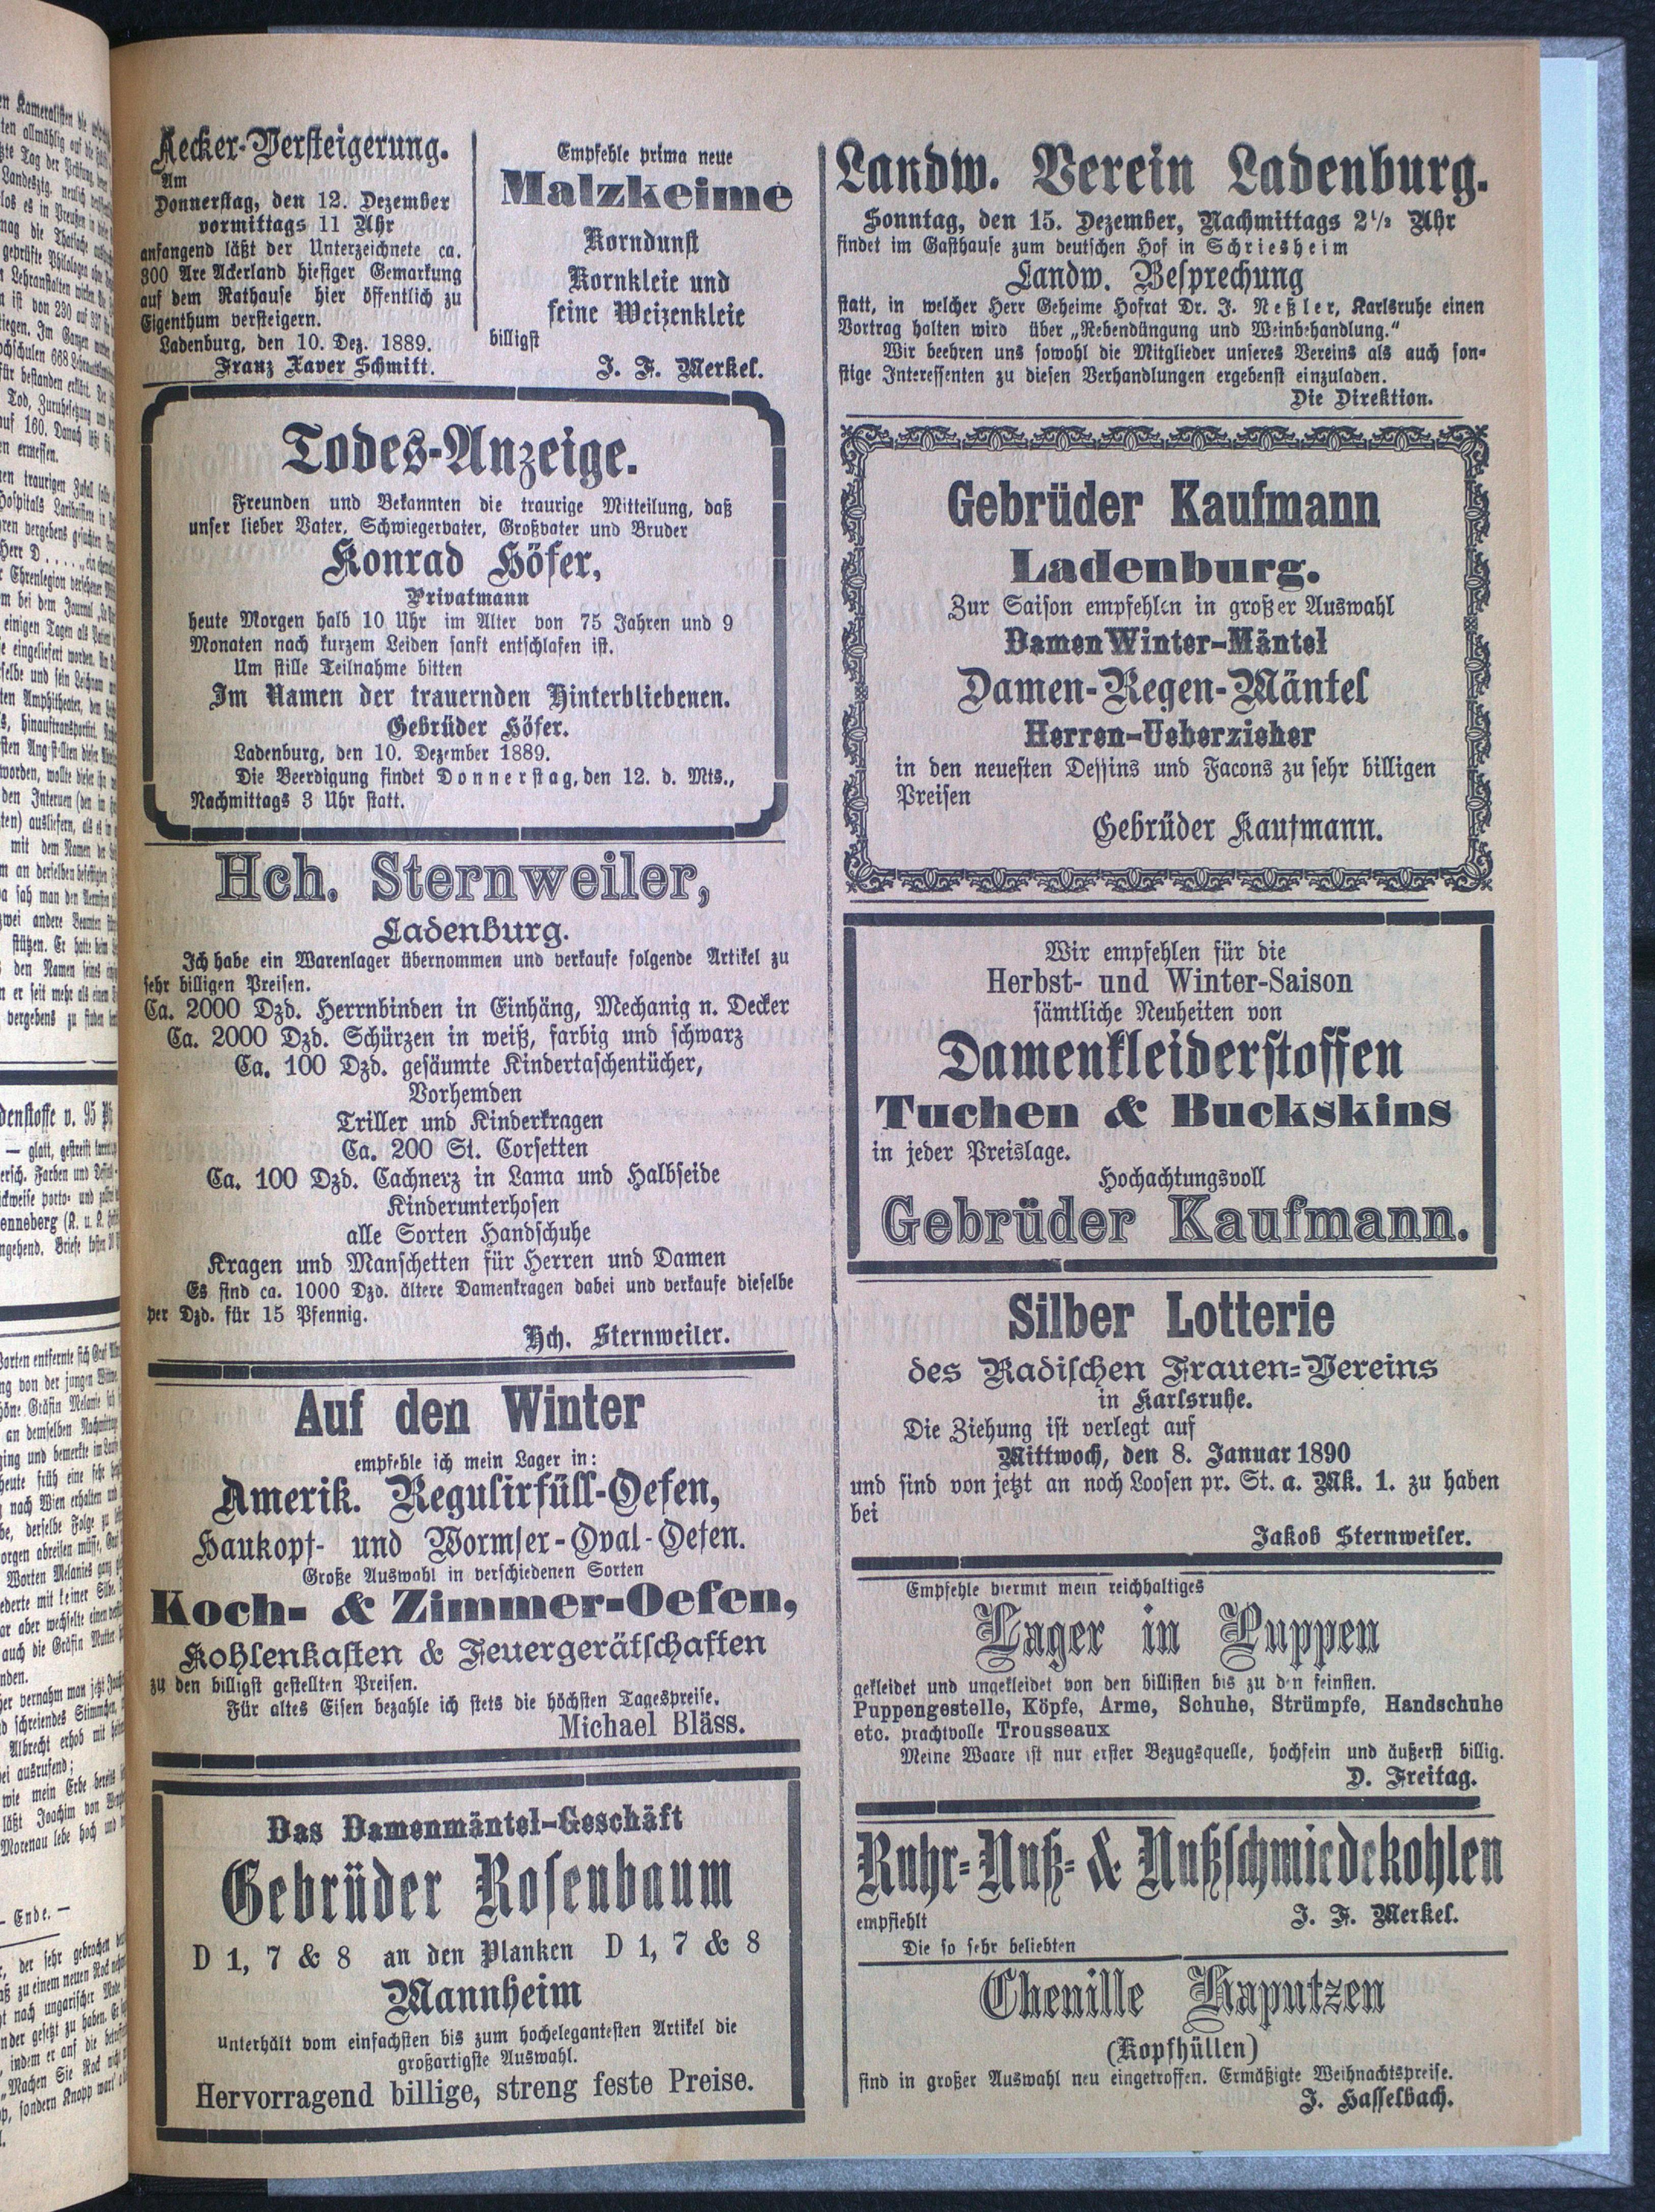 Aecker-Versteigerung.
Am
Donnerstag, den 12. Dezember
vormittags 11 Uhr
anfangend läßt der Unterzeichnete ca.
300 Are Ackerland hiesiger Gemarkung
auf dem Rathause hier öffentlich zu
Eigenthum versteigern.
Ladenburg, den 10. Dez. 1889.
Franz Xaver Schmitt.
Empfehle prima neue
Malzkeime
Korndunst
Kornkleie und
feine Weizenkleie
billigst
J. F. Merkel.
Todes-Anzeige.
Freunden und Bekannten die traurige Mitteilung, daß
unser lieber Vater, Schwiegervater, Großvater und Bruder
Konrad Höfer,
Privatmann
heute Morgen halb 10 Uhr im Alter von 75 Jahren und 9
Monaten nach kurzem Leiden sanft entschlafen ist.
Um stille Teilnahme bitten
Im Namen der trauernden Hinterbliebenen.
Gebrüder Höfer.
Ladenburg, den 10. Dezember 1889.
Die Beerdigung findet Donnerstag, den 12. d. Mts.,
Nachmittags 3 Uhr statt.
Hch. Sternweiler,
Ladenburg.
Ich habe ein Warenlager übernommen und verkaufe folgende Artikel zu
sehr billigen Preisen.
Ca. 2000 Dzd. Herrnbinden in Einhäng, Mechanig n. Decker
Ca. 2000 Dzd. Schürzen in weiß, farbig und schwarz
Ca. 100 Dzd. gesäumte Kindertaschentücher,
Vorhemden
Triller und Kinderkragen
Ca. 200 St. Corsetten
Ca. 100 Dzd. Cachnerz in Lama und Halbseide
Kinderunterhosen
alle Sorten Handschuhe
Kragen und Manschetten für Herren und Damen
Es sind ca. 1000 Dzd. ältere Damenkragen dabei und verkaufe dieselbe
per Dzd. für 15 Pfennig.
Hch. Sternweiler.
Auf den Winter
empfehle ich mein Lager in:
Amerik. Regulirfüll-Oefen,
Haukopf- und Wormser-Oval-Oefen.
Große Auswahl in verschiedenen Sorten
Koch- & Zimmer-Oefen,
Kohlenkasten & Feuergerätschaften
zu den billigst gestellten Preisen.
Für altes Eisen bezahle ich stets die höchsten Tagespreise.
Michael Bläss.
Das Damenmäntel-Geschäft
Gebrüder Rosenbaum
D 1, 7 & 8 an den Planken D 1, 7 & 8
Mannheim
unterhält vom einfachsten bis zum hochelegantesten Artikel die
großartigste Auswahl.
Hervorragend billige, streng feste Preise.
Landw. Verein Ladenburg.
Sonntag, den 15. Dezember, Nachmittags 2½ Uhr
findet im Gasthause zum deutschen Hof in Schriesheim
Landw. Besprechung
statt, in welcher Herr Geheime Hofrat Dr. J. Neßler, Karlsruhe einen
Vortrag halten wird über „Rebendüngung und Weinbehandlung.“
Wir beehren uns sowohl die Mitglieder unseres Vereins als auch son-
stige Interessenten zu diesen Verhandlungen ergebenst einzuladen.
Die Direktion.
Gebrüder Kaufmann
Ladenburg.
Zur Saison empfehlen in großer Auswahl
Damen Winter-Mäntel
Damen-Regen-Mäntel
Herren-Ueberzieher
in den neuesten Dessins und Facons zu sehr billigen
Preisen
Gebrüder Kaufmann.
Wir empfehlen für die
Herbst- und Winter-Saison
sämtliche Neuheiten von
Damenkleiderstoffen
Tuchen & Buckskins
in jeder Preislage.
Hochachtungsvoll
Gebrüder Kaufmann.
Silber Lotterie
des Badischen Frauen-Vereins
in Karlsruhe.
Die Ziehung ist verlegt auf
Mittwoch, den 8. Januar 1890
und sind von jetzt an noch Loosen pr. St. a. Mk. 1. zu haben
bei
Jakob Sternweiler.
Empfehle hiermit mein reichhaltiges
Lager in Puppen
gekleidet und ungekleidet von den billisten bis zu den feinsten.
Puppengestelle, Köpfe, Arme, Schuhe, Strümpfe, Handschuhe
etc. prachtvolle Trousseaux
Meine Waare ist nur erster Bezugsquelle, hochfein und äußerst billig.
D. Freitag.
Ruhr-Nuß- & Nußschmiedekohlen
empfiehlt J. F. Merkel.
Die so sehr beliebten
Chenille Kaputzen
(Kopfhüllen)
sind in großer Auswahl neu eingetroffen. Ermäßigte Weihnachtspreise.
J. Hasselbach.